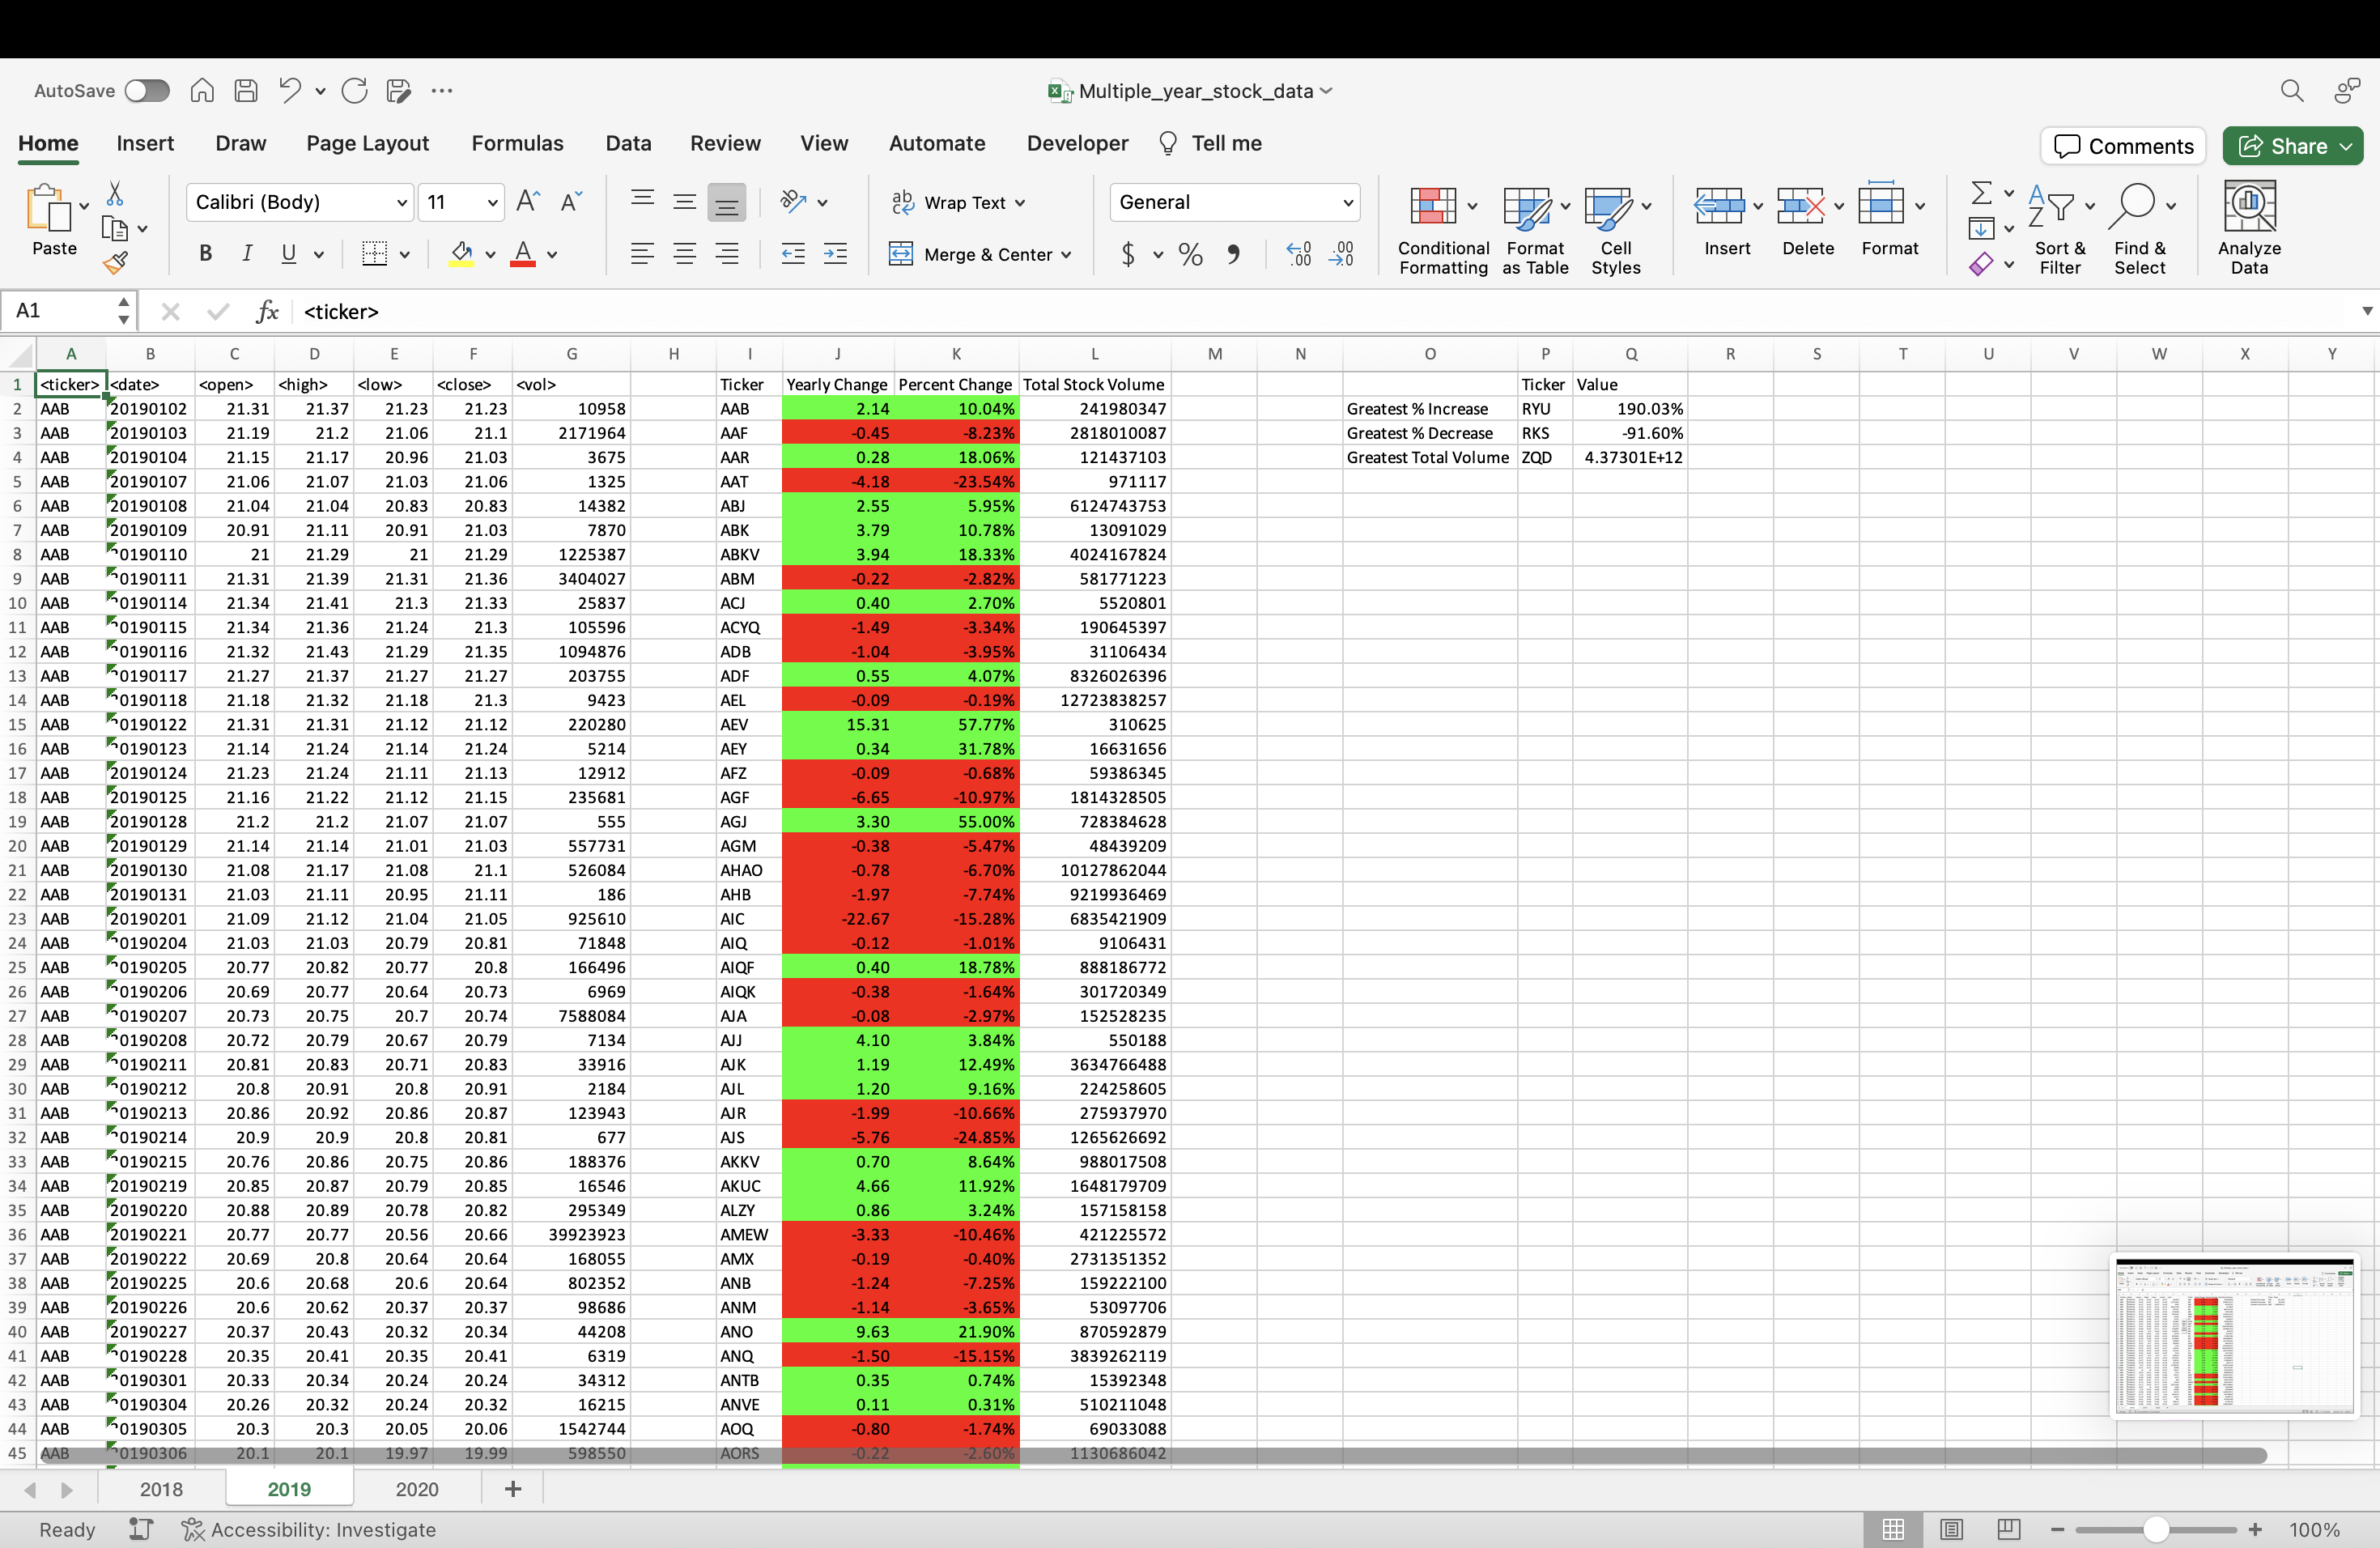 AutoSave Multiple_year_stock_data
Home Insert Draw Page Layout Formulas Data Review View Automate Developer Tell me Comments Share
Paste Calibri (Body) 11 A A ab Wrap Text General Conditional Formatting Format as Table Cell Styles Insert Delete Format Sort & Filter Find & Select Analyze Data
B I U A Merge & Center $ % 9 .00 .00
A1 fx <ticker>
A B C D E F G H I J K L M N O P Q R S T U V W X Y
1 <ticker> <date> <open> <high> <low> <close> <vol> Ticker Yearly Change Percent Change Total Stock Volume Ticker Value
2 AAB 20190102 21.31 21.37 21.23 21.23 10958 AAB 2.14 10.04% 241980347 Greatest % Increase RYU 190.03%
3 AAB 20190103 21.19 21.2 21.06 21.1 2171964 AAF -0.45 -8.23% 2818010087 Greatest % Decrease RKS -91.60%
4 AAB 20190104 21.15 21.17 20.96 21.03 3675 AAR 0.28 18.06% 121437103 Greatest Total Volume ZQD 4.37301E+12
5 AAB 20190107 21.06 21.07 21.03 21.06 1325 AAT -4.18 -23.54% 971117
6 AAB 20190108 21.04 21.04 20.83 20.83 14382 ABJ 2.55 5.95% 6124743753
7 AAB 20190109 20.91 21.11 20.91 21.03 7870 ABK 3.79 10.78% 13091029
8 AAB 20190110 21 21.29 21 21.29 1225387 ABKV 3.94 18.33% 4024167824
9 AAB 20190111 21.31 21.39 21.31 21.36 3404027 ABM -0.22 -2.82% 581771223
10 AAB 20190114 21.34 21.41 21.3 21.33 25837 ACJ 0.40 2.70% 5520801
11 AAB 20190115 21.34 21.36 21.24 21.3 105596 ACYQ -1.49 -3.34% 190645397
12 AAB 20190116 21.32 21.43 21.29 21.35 1094876 ADB -1.04 -3.95% 31106434
13 AAB 20190117 21.27 21.37 21.27 21.27 203755 ADF 0.55 4.07% 8326026396
14 AAB 20190118 21.18 21.32 21.18 21.3 9423 AEL -0.09 -0.19% 12723838257
15 AAB 20190122 21.31 21.31 21.12 21.12 220280 AEV 15.31 57.77% 310625
16 AAB 20190123 21.14 21.24 21.14 21.24 5214 AEY 0.34 31.78% 16631656
17 AAB 20190124 21.23 21.24 21.11 21.13 12912 AFZ -0.09 -0.68% 59386345
18 AAB 20190125 21.16 21.22 21.12 21.15 235681 AGF -6.65 -10.97% 1814328505
19 AAB 20190128 21.2 21.2 21.07 21.07 555 AGJ 3.30 55.00% 728384628
20 AAB 20190129 21.14 21.14 21.01 21.03 557731 AGM -0.38 -5.47% 48439209
21 AAB 20190130 21.08 21.17 21.08 21.1 526084 AHAO -0.78 -6.70% 10127862044
22 AAB 20190131 21.03 21.11 20.95 21.11 186 AHB -1.97 -7.74% 9219936469
23 AAB 20190201 21.09 21.12 21.04 21.05 925610 AIC -22.67 -15.28% 6835421909
24 AAB 20190204 21.03 21.03 20.79 20.81 71848 AIQ -0.12 -1.01% 9106431
25 AAB 20190205 20.77 20.82 20.77 20.8 166496 AIQF 0.40 18.78% 888186772
26 AAB 20190206 20.69 20.77 20.64 20.73 6969 AIQK -0.38 -1.64% 301720349
27 AAB 20190207 20.73 20.75 20.7 20.74 7588084 AJA -0.08 -2.97% 152528235
28 AAB 20190208 20.72 20.79 20.67 20.79 7134 AJJ 4.10 3.84% 550188
29 AAB 20190211 20.81 20.83 20.71 20.83 33916 AJK 1.19 12.49% 3634766488
30 AAB 20190212 20.8 20.91 20.8 20.91 2184 AJL 1.20 9.16% 224258605
31 AAB 20190213 20.86 20.92 20.86 20.87 123943 AJR -1.99 -10.66% 275937970
32 AAB 20190214 20.9 20.9 20.8 20.81 677 AJS -5.76 -24.85% 1265626692
33 AAB 20190215 20.76 20.86 20.75 20.86 188376 AKKV 0.70 8.64% 988017508
34 AAB 20190219 20.85 20.87 20.79 20.85 16546 AKUC 4.66 11.92% 1648179709
35 AAB 20190220 20.88 20.89 20.78 20.82 295349 ALZY 0.86 3.24% 157158158
36 AAB 20190221 20.77 20.77 20.56 20.66 39923923 AMEW -3.33 -10.46% 421225572
37 AAB 20190222 20.69 20.8 20.64 20.64 168055 AMX -0.19 -0.40% 2731351352
38 AAB 20190225 20.6 20.68 20.6 20.64 802352 ANB -1.24 -7.25% 159222100
39 AAB 20190226 20.6 20.62 20.37 20.37 98686 ANM -1.14 -3.65% 53097706
40 AAB 20190227 20.37 20.43 20.32 20.34 44208 ANO 9.63 21.90% 870592879
41 AAB 20190228 20.35 20.41 20.35 20.41 6319 ANQ -1.50 -15.15% 3839262119
42 AAB 20190301 20.33 20.34 20.24 20.24 34312 ANTB 0.35 0.74% 15392348
43 AAB 20190304 20.26 20.32 20.24 20.32 16215 ANVE 0.11 0.31% 510211048
44 AAB 20190305 20.3 20.3 20.05 20.06 1542744 AOQ -0.80 -1.74% 69033088
45 AAB 20190306 20.1 20.1 19.97 19.99 598550 AORS -0.22 -2.60% 1130686042
2018 2019 2020 +
Ready Accessibility: Investigate 100%